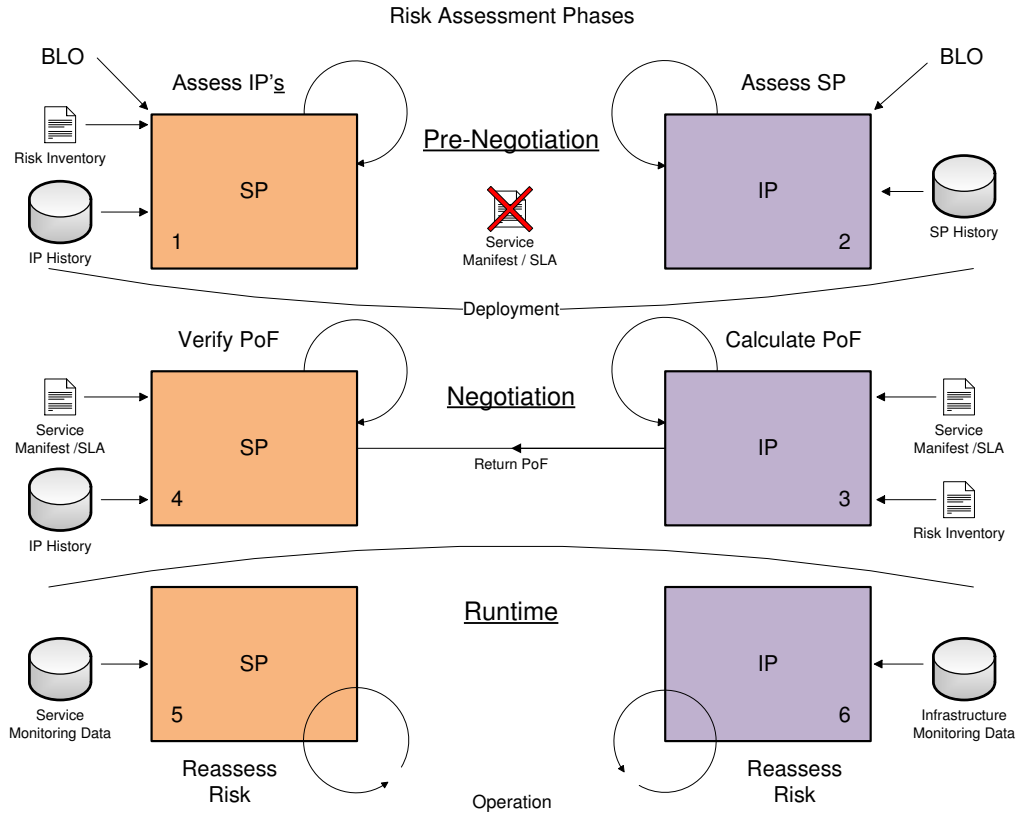 Risk Assessment Phases
BLO
Assess IP's
Assess SP
BLO
Risk Inventory
Pre-Negotiation
SP
IP
IP History
1
Service
Manifest / SLA
2
SP History
Deployment
Verify PoF
Calculate PoF
Service
Manifest /SLA
Negotiation
Service
Manifest /SLA
SP
Return PoF
IP
4
3
IP History
Risk Inventory
Runtime
SP
IP
5
6
Service
Monitoring Data
Infrastructure
Monitoring Data
Reassess
Risk
Reassess
Risk
Operation